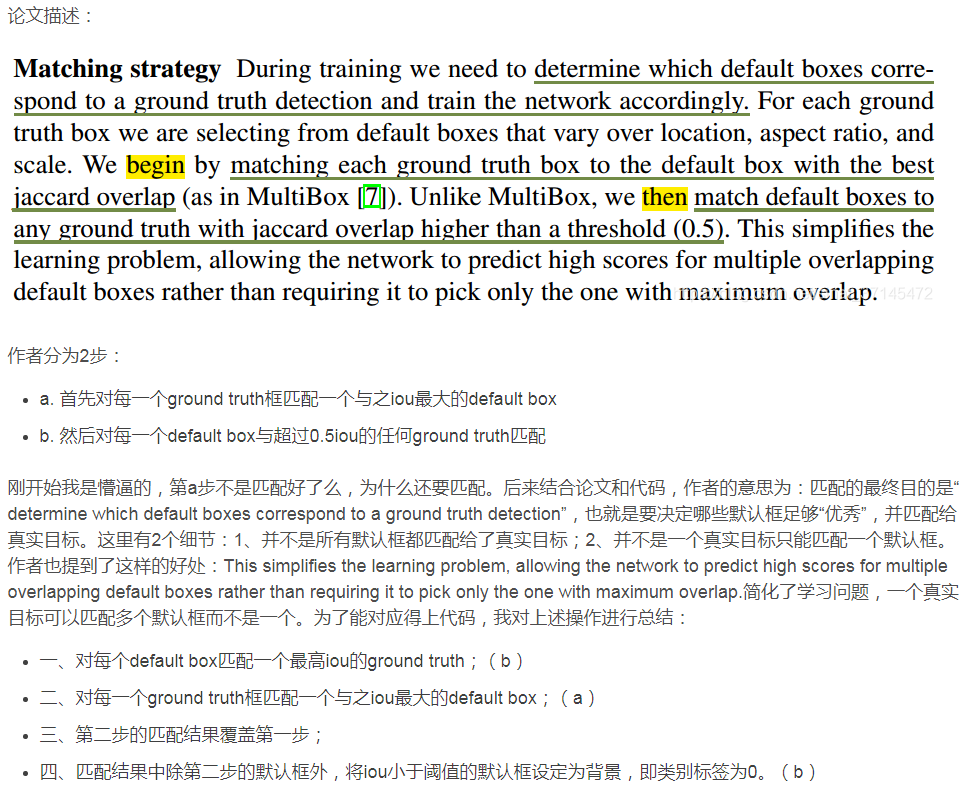 论文描述：
Matching strategy During training we need to determine which default boxes corre-
spond to a ground truth detection and train the network accordingly. For each ground
truth box we are selecting from default boxes that vary over location, aspect ratio, and
scale. We begin by matching each ground truth box to the default box with the best
jaccard overlap (as in MultiBox [7]). Unlike MultiBox, we then match default boxes to
any ground truth with jaccard overlap higher than a threshold (0.5). This simplifies the
learning problem, allowing the network to predict high scores for multiple overlapping
default boxes rather than requiring it to pick only the one with maximum overlap.
作者分为2步：
• a. 首先对每一个ground truth框匹配一个与之iou最大的default box
• b. 然后对每一个default box与超过0.5iou的任何ground truth匹配
刚开始我是懵逼的，第a步不是匹配好了么，为什么还要匹配。后来结合论文和代码，作者的意思为：匹配的最终目的是“
determine which default boxes correspond to a ground truth detection”，也就是要决定哪些默认框足够“优秀”，并匹配给
真实目标。这里有2个细节：1、并不是所有默认框都匹配给了真实目标；2、并不是一个真实目标只能匹配一个默认框。
作者也提到了这样的好处：This simplifies the learning problem, allowing the network to predict high scores for multiple
overlapping default boxes rather than requiring it to pick only the one with maximum overlap.简化了学习问题，一个真实
目标可以匹配多个默认框而不是一个。为了能对应得上代码，我对上述操作进行总结：
• 一、对每个default box匹配一个最高iou的ground truth；（b）
• 二、对每一个ground truth框匹配一个与之iou最大的default box；（a）
• 三、第二步的匹配结果覆盖第一步；
• 四、匹配结果中除第二步的默认框外，将iou小于阈值的默认框设定为背景，即类别标签为0。（b）